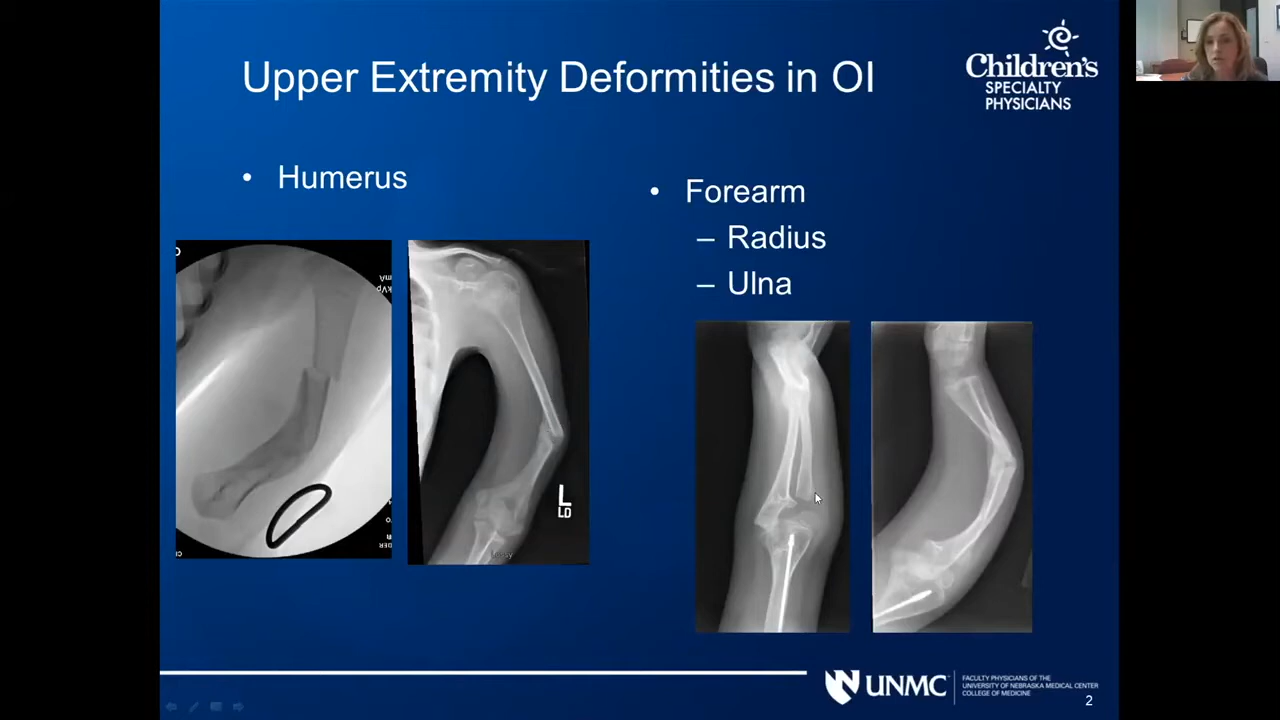 Upper Extremity Deformities in OI
Children's
SPECIALTY
PHYSICIANS
• Humerus
• Forearm
– Radius
– Ulna
L
LD
UNMC
FACULTY PHYSICIANS OF THE
UNIVERSITY OF NEBRASKA MEDICAL CENTER
COLLEGE OF MEDICINE
2